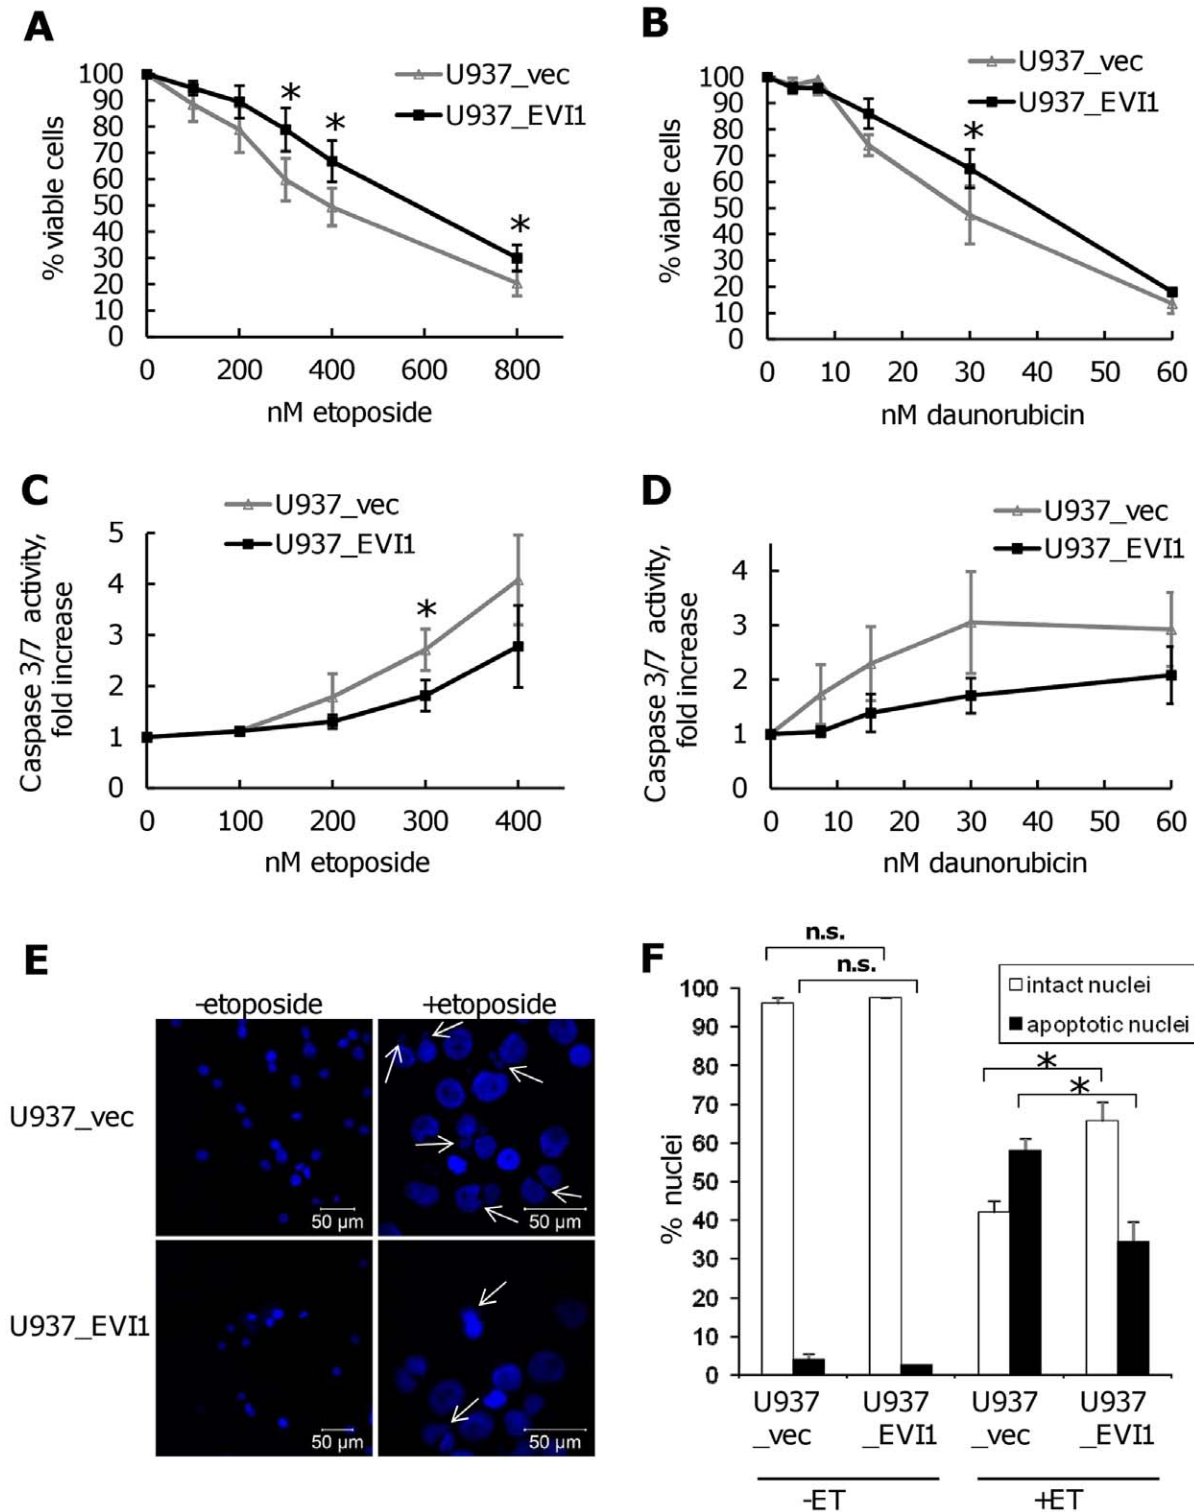 A
U937_vec
U937_EVI1
100
90
80
70
60
50
40
30
20
10
0
% viable cells
*
*
*
0 200 400 600 800
nM etoposide
B
U937_vec
U937_EVI1
100
90
80
70
60
50
40
30
20
10
0
% viable cells
*
0 10 20 30 40 50 60
nM daunorubicin
C
U937_vec
U937_EVI1
5
4
3
2
1
0
Caspase 3/7 activity,
fold increase
*
0 100 200 300 400
nM etoposide
D
U937_vec
U937_EVI1
4
3
2
1
0
Caspase 3/7 activity,
fold increase
0 10 20 30 40 50 60
nM daunorubicin
E
-etoposide +etoposide
U937_vec
50 µm 50 µm
U937_EVI1
50 µm 50 µm
F
n.s.
n.s.
intact nuclei
apoptotic nuclei
*
*
100
90
80
70
60
50
40
30
20
10
0
% nuclei
U937 U937 U937 U937
_vec _EVI1 _vec _EVI1
-ET +ET